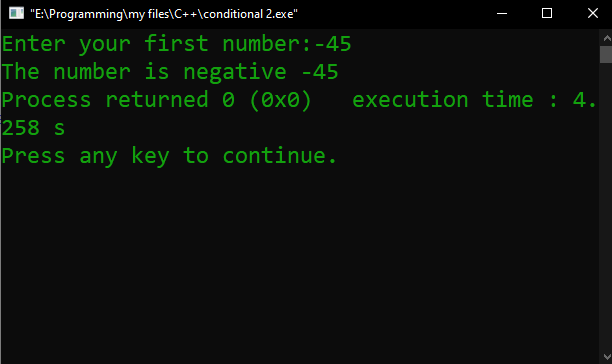 "E:\Programming\my files\C++\conditional 2.exe"
Enter your first number:-45
The number is negative -45
Process returned 0 (0x0)   execution time : 4.
258 s
Press any key to continue.